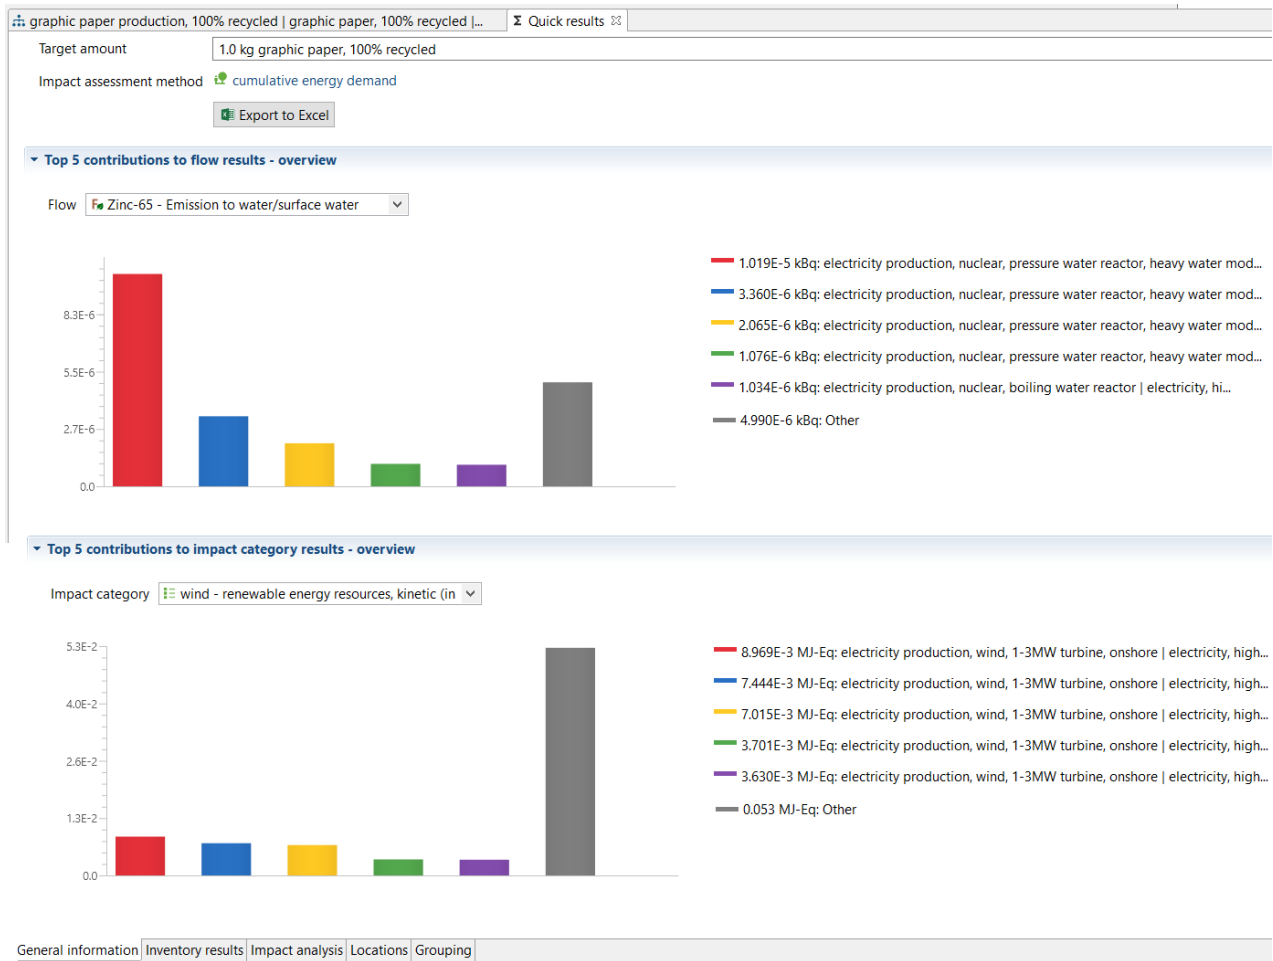 graphic paper production, 100% recycled | graphic paper, 100% recycled |...
Σ Quick results
Target amount 1.0 kg graphic paper, 100% recycled
Impact assessment method cumulative energy demand
Export to Excel
Top 5 contributions to flow results - overview
Flow Zinc-65 - Emission to water/surface water
8.3E-6
5.5E-6
2.7E-6
0.0
1.019E-5 kBq: electricity production, nuclear, pressure water reactor, heavy water mod...
3.360E-6 kBq: electricity production, nuclear, pressure water reactor, heavy water mod...
2.065E-6 kBq: electricity production, nuclear, pressure water reactor, heavy water mod...
1.076E-6 kBq: electricity production, nuclear, pressure water reactor, heavy water mod...
1.034E-6 kBq: electricity production, nuclear, boiling water reactor | electricity, hi...
4.990E-6 kBq: Other
Top 5 contributions to impact category results - overview
Impact category wind - renewable energy resources, kinetic (in
5.3E-2
4.0E-2
2.6E-2
1.3E-2
0.0
8.969E-3 MJ-Eq: electricity production, wind, 1-3MW turbine, onshore | electricity, high...
7.444E-3 MJ-Eq: electricity production, wind, 1-3MW turbine, onshore | electricity, high...
7.015E-3 MJ-Eq: electricity production, wind, 1-3MW turbine, onshore | electricity, high...
3.701E-3 MJ-Eq: electricity production, wind, 1-3MW turbine, onshore | electricity, high...
3.630E-3 MJ-Eq: electricity production, wind, 1-3MW turbine, onshore | electricity, high...
0.053 MJ-Eq: Other
General information Inventory results Impact analysis Locations Grouping